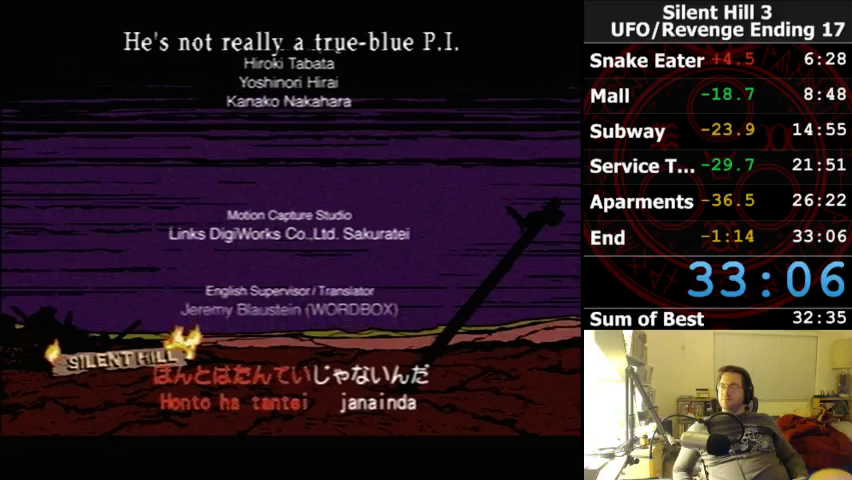 He's not really a true-blue P.I.
Hiroki Tabata
Yoshinori Hirai
Kanako Nakahara
Motion Capture Studio
Links DigiWorks Co.,Ltd. Sakuratei
English Supervisor / Translator
Jeremy Blaustein (WORDBOX)
SILENT HILL
ほんとはたんていじゃないんだ
Honto ha tantei janainda
Silent Hill 3
UFO/Revenge Ending 17
Snake Eater +4.5 6:28
Mall -18.7 8:48
Subway -23.9 14:55
Service T... -29.7 21:51
Aparments -36.5 26:22
End -1:14 33:06
33:06
Sum of Best 32:35